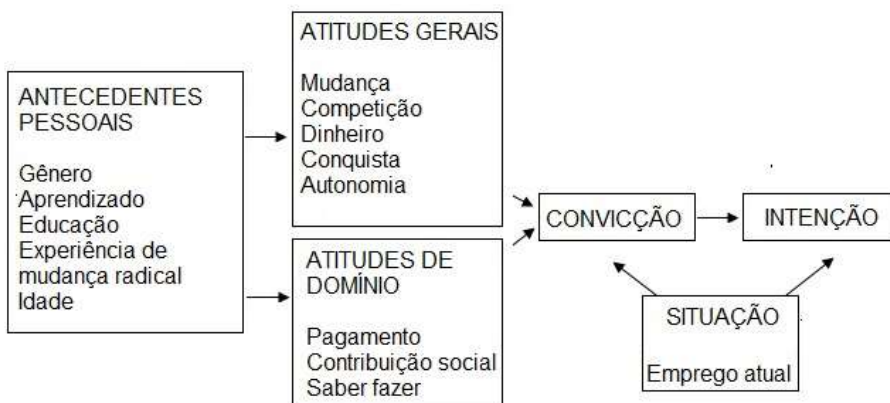 ANTECEDENTES
PESSOAIS
Gênero
Aprendizado
Educação
Experiência de
mudança radical
Idade
ATITUDES GERAIS
Mudança
Competição
Dinheiro
Conquista
Autonomia
ATITUDES DE
DOMÍNIO
Pagamento
Contribuição social
Saber fazer
CONVICÇÃO
INTENÇÃO
SITUAÇÃO
Emprego atual